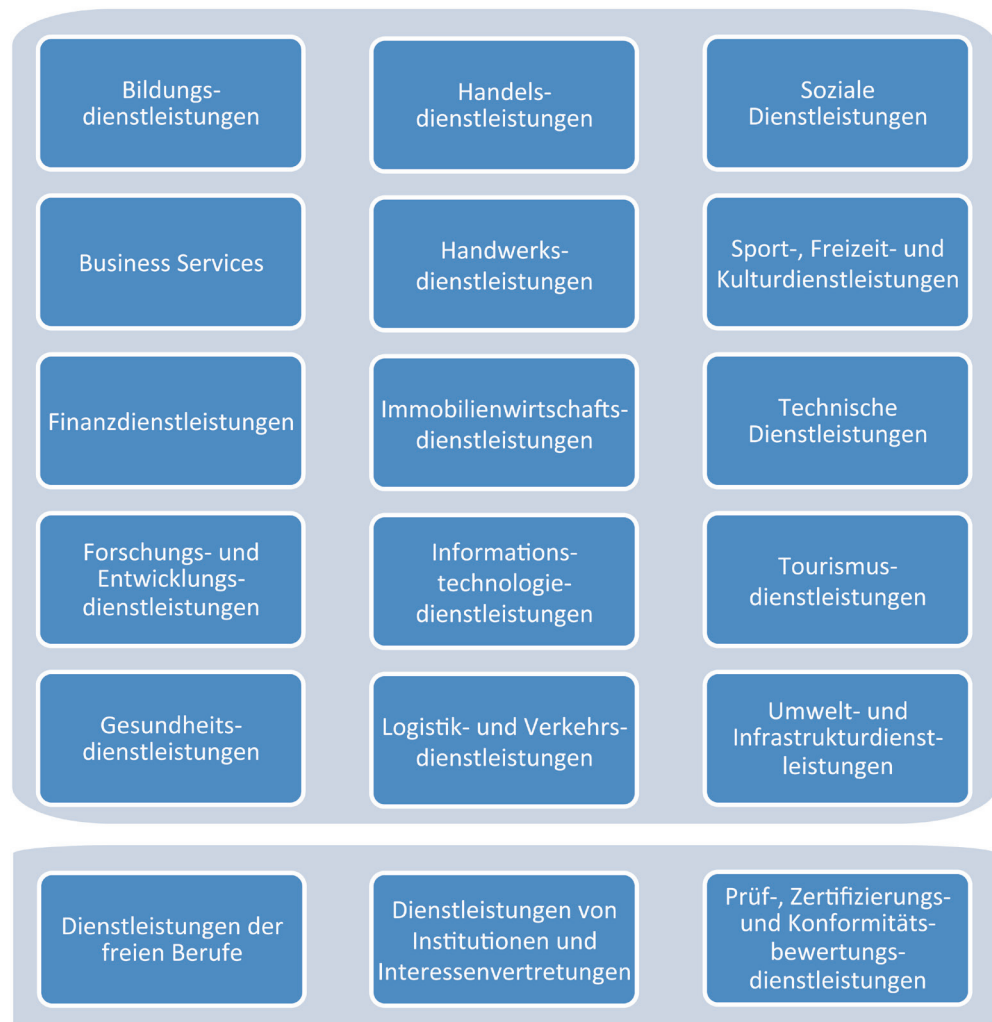 Bildungs-
dienstleistungen
Handels-
dienstleistungen
Soziale
Dienstleistungen
Business Services
Handwerks-
dienstleistungen
Sport-, Freizeit- und
Kulturdienstleistungen
Finanzdienstleistungen
Immobilienwirtschafts-
dienstleistungen
Technische
Dienstleistungen
Forschungs- und
Entwicklungs-
dienstleistungen
Informations-
technologie-
dienstleistungen
Tourismus-
dienstleistungen
Gesundheits-
dienstleistungen
Logistik- und Verkehrs-
dienstleistungen
Umwelt- und
Infrastrukturdienst-
leistungen
Dienstleistungen der
freien Berufe
Dienstleistungen von
Institutionen und
Interessenvertretungen
Prüf-, Zertifizierungs-
und Konformitäts-
bewertungs-
dienstleistungen